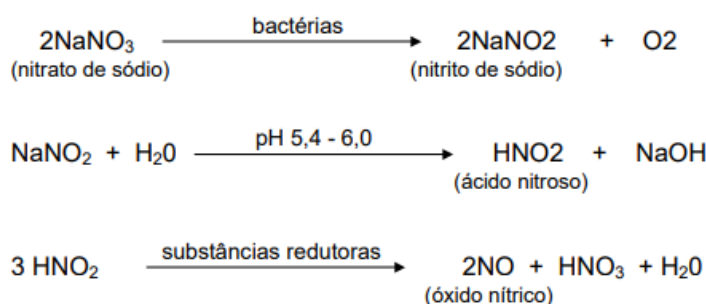 bactérias
2NaNO₃ 2NaNO2 + O2
(nitrato de sódio) (nitrito de sódio)
pH 5,4 - 6,0
NaNO₂ + H₂0 HNO2 + NaOH
(ácido nitroso)
substâncias redutoras
3 HNO₂ 2NO + HNO₃ + H₂0
(óxido nítrico)